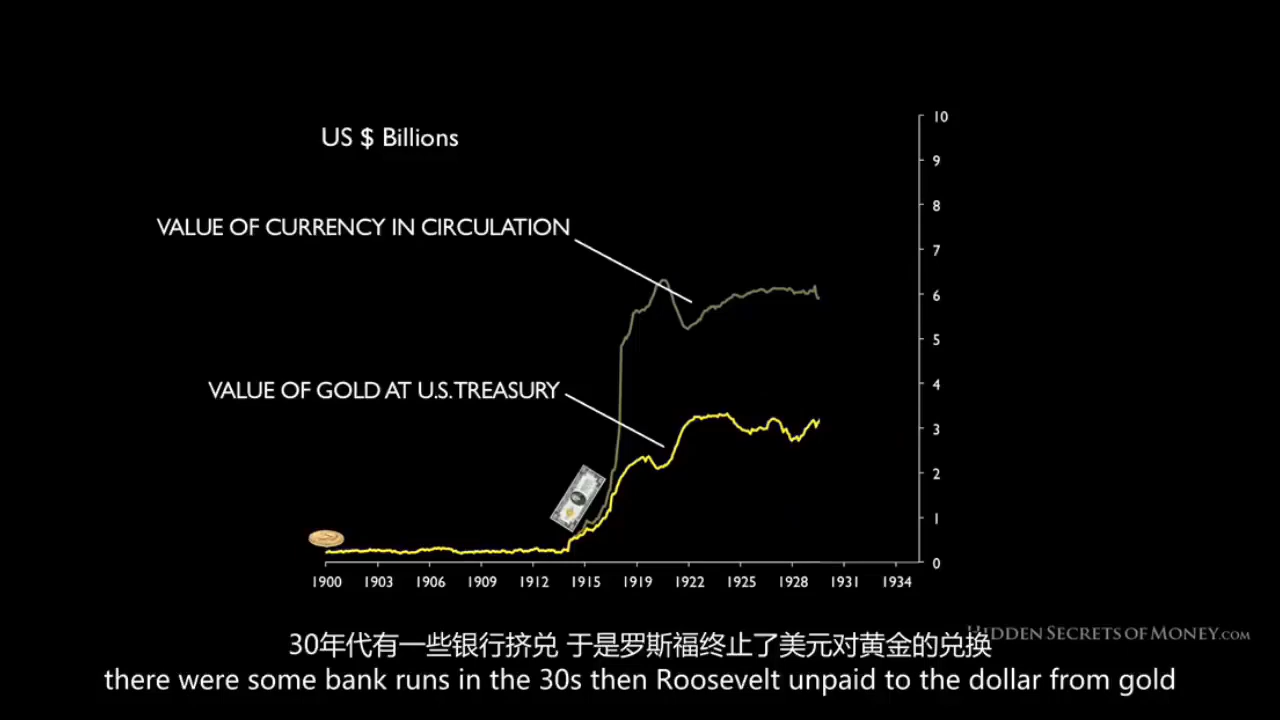 US $ Billions
VALUE OF CURRENCY IN CIRCULATION
VALUE OF GOLD AT U.S. TREASURY
10
9
8
7
6
5
4
3
2
1
0
1900 1903 1906 1909 1912 1915 1919 1922 1925 1928 1931 1934
HIDDEN SECRETS OF MONEY.COM
30年代有一些银行挤兑 于是罗斯福终止了美元对黄金的兑换
there were some bank runs in the 30s then Roosevelt unpaid to the dollar from gold